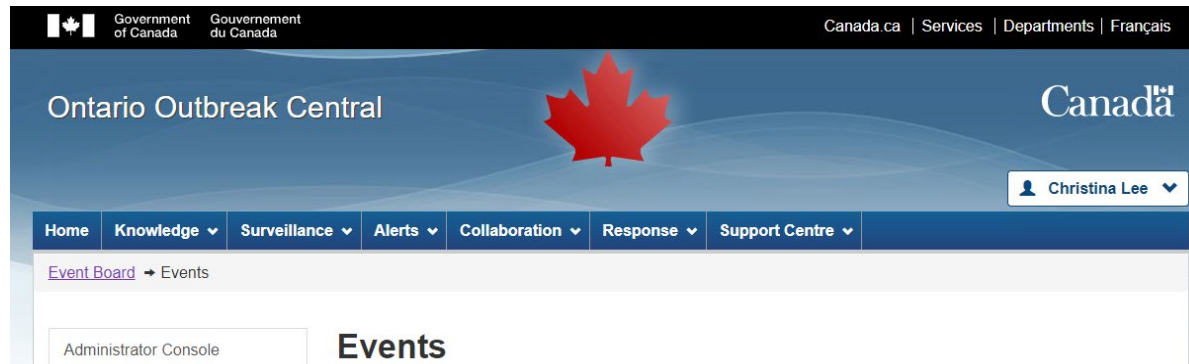 Government of Canada Gouvernement du Canada
Canada.ca | Services | Departments | Français
Ontario Outbreak Central
Canada
Christina Lee
Home Knowledge Surveillance Alerts Collaboration Response Support Centre
Event Board → Events
Administrator Console
Events